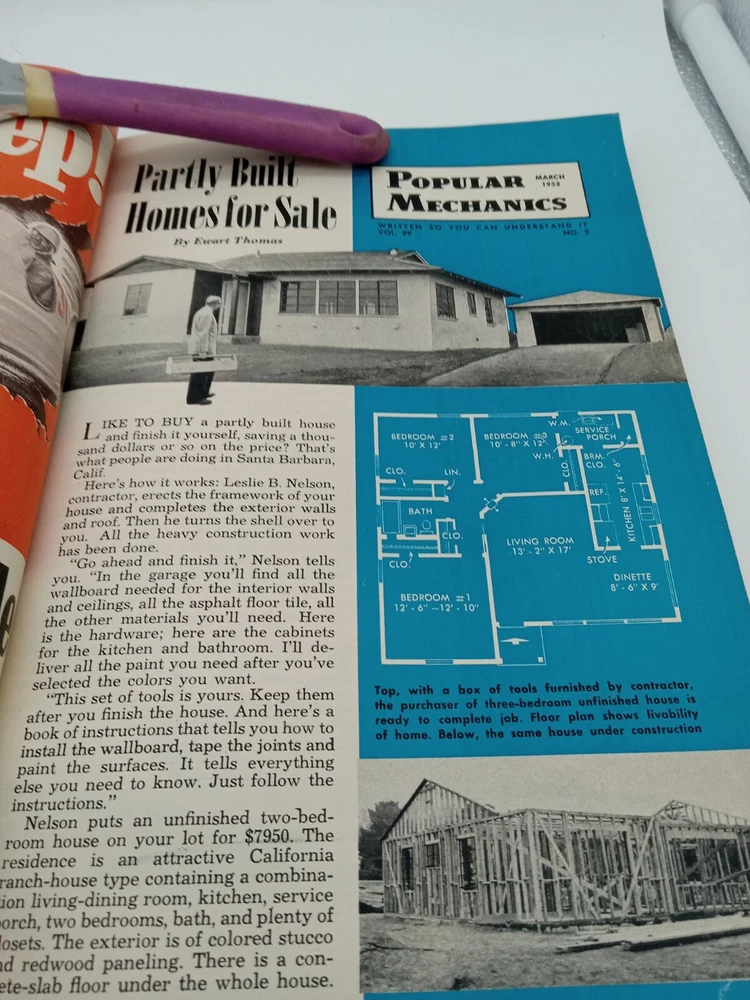 ep!
Partly Built
Homes for Sale
By Ewart Thomas
POPULAR
MECHANICS
MARCH
1953
WRITTEN SO YOU CAN UNDERSTAND IT
VOL. 99
NO. 3
LIKE TO BUY a partly built house
and finish it yourself, saving a thou-
sand dollars or so on the price? That's
what people are doing in Santa Barbara,
Calif.
Here's how it works: Leslie B. Nelson,
contractor, erects the framework of your
house and completes the exterior walls
and roof. Then he turns the shell over to
you. All the heavy construction work
has been done.
"Go ahead and finish it," Nelson tells
you. "In the garage you'll find all the
wallboard needed for the interior walls
and ceilings, all the asphalt floor tile, all
the other materials you'll need. Here
is the hardware; here are the cabinets
for the kitchen and bathroom. I'll de-
liver all the paint you need after you've
selected the colors you want.
"This set of tools is yours. Keep them
after you finish the house. And here's a
book of instructions that tells you how to
install the wallboard, tape the joints and
paint the surfaces. It tells everything
else you need to know. Just follow the
instructions."
Nelson puts an unfinished two-bed-
room house on your lot for $7950. The
residence is an attractive California
ranch-house type containing a combina-
ion living-dining room, kitchen, service
porch, two bedrooms, bath, and plenty of
losets. The exterior is of colored stucco
nd redwood paneling. There is a con-
ete-slab floor under the whole house.
BEDROOM #2
10' X 12'
BEDROOM #3
10' - 8" X 12'
W.M.
SERVICE
PORCH
W.H.
CLO.
BRM.
CLO.
CLO.
LIN.
REF.
KITCHEN 8' X 14' - 6"
BATH
CLO.
LIVING ROOM
13' - 2" X 17'
STOVE
CLO.
DINETTE
8' - 6" X 9'
BEDROOM #1
12' - 6" — 12' - 10"
Top, with a box of tools furnished by contractor,
the purchaser of three-bedroom unfinished house is
ready to complete job. Floor plan shows livability
of home. Below, the same house under construction